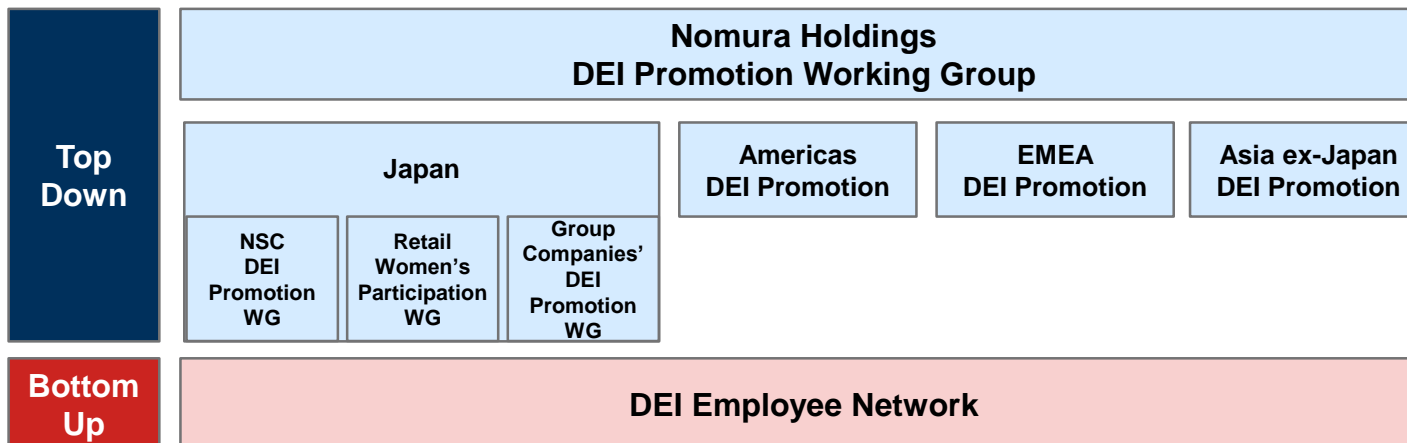 Top
Down
Nomura Holdings
DEI Promotion Working Group
Japan
NSC
DEI
Promotion
WG
Retail
Women's
Participation
WG
Group
Companies’
DEI
Promotion
WG
Americas
DEI Promotion
EMEA
DEI Promotion
Asia ex-Japan
DEI Promotion
Bottom
Up
DEI Employee Network